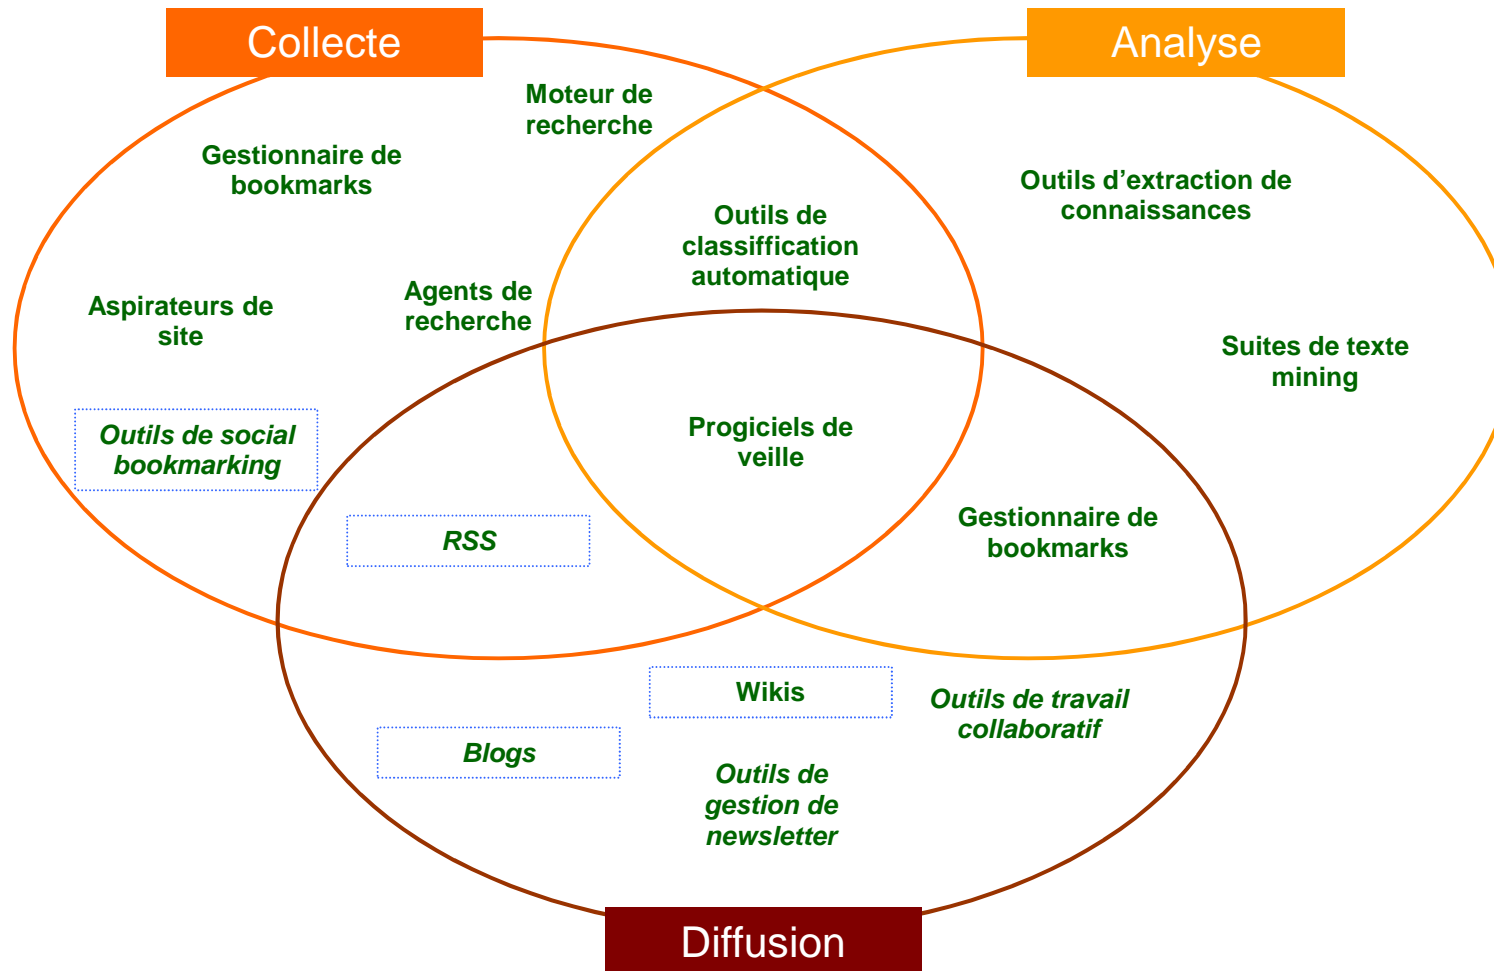 Collecte
Analyse
Moteur de
recherche
Gestionnaire de
bookmarks
Outils d’extraction de
connaissances
Outils de
classiffication
automatique
Agents de
recherche
Aspirateurs de
site
Suites de texte
mining
Outils de social
bookmarking
Progiciels de
veille
RSS
Gestionnaire de
bookmarks
Wikis
Outils de travail
collaboratif
Blogs
Outils de
gestion de
newsletter
Diffusion